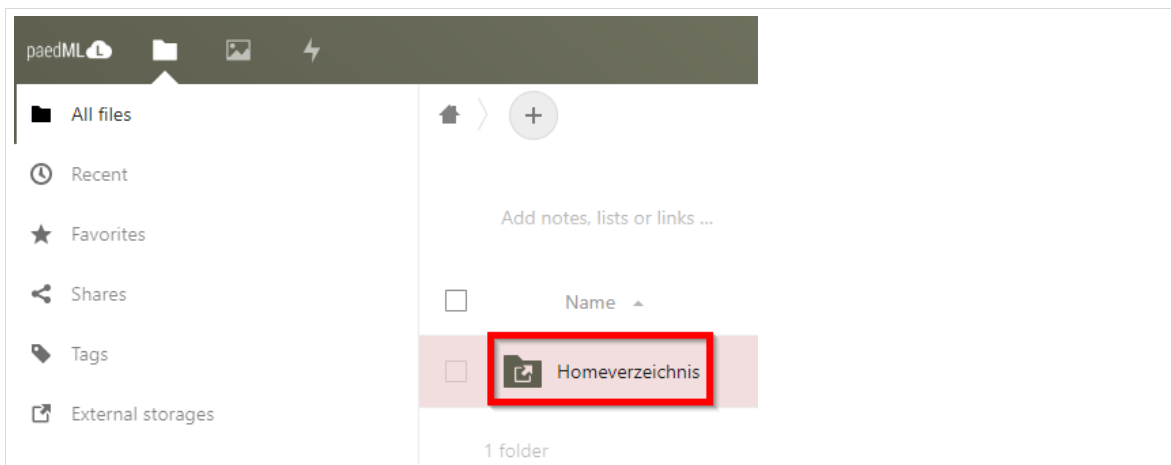 paedML L
All files
Recent
Favorites
Shares
Tags
External storages
Add notes, lists or links ...
Name
Homeverzeichnis
1 folder